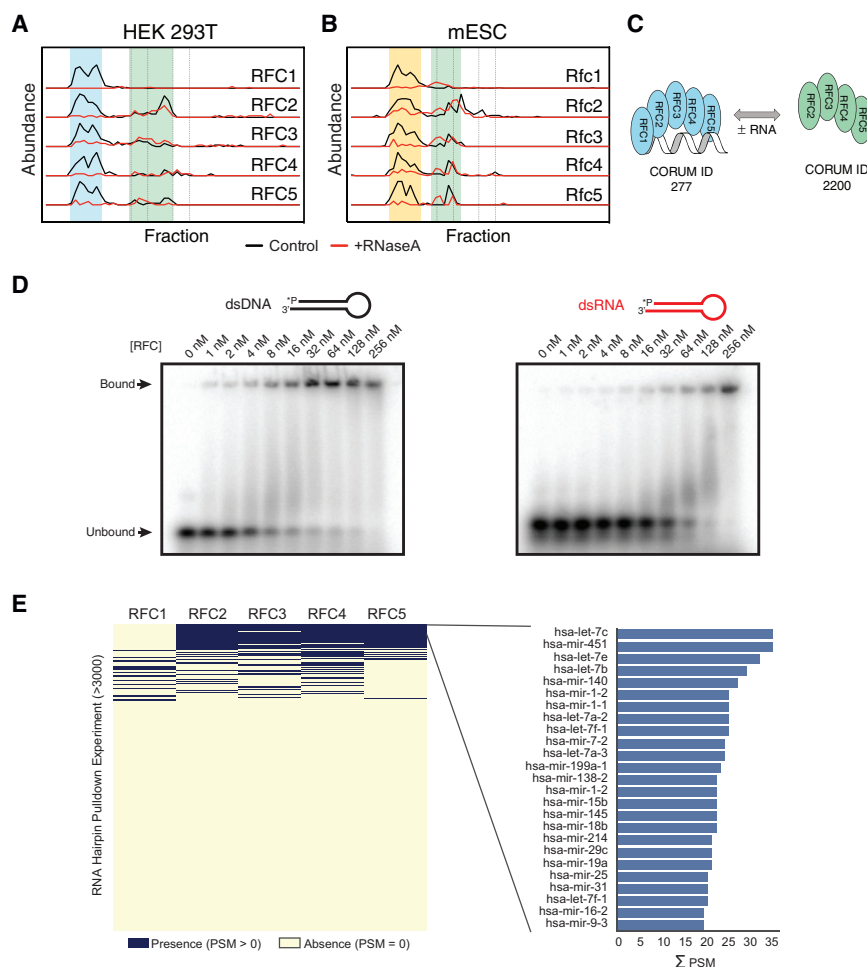 A
HEK 293T
Abundance
RFC1
RFC2
RFC3
RFC4
RFC5
Fraction
B
mESC
Abundance
Rfc1
Rfc2
Rfc3
Rfc4
Rfc5
Fraction
Control
+RNaseA
C
RFC1
RFC2
RFC3
RFC4
RFC5
CORUM ID
277
± RNA
RFC2
RFC3
RFC4
RFC5
CORUM ID
2200
D
dsDNA
*P
3'
[RFC]
0 nM
1 nM
2 nM
4 nM
8 nM
16 nM
32 nM
64 nM
128 nM
256 nM
Bound
Unbound
dsRNA
*P
3'
0 nM
1 nM
2 nM
4 nM
8 nM
16 nM
32 nM
64 nM
128 nM
256 nM
E
RFC1 RFC2 RFC3 RFC4 RFC5
RNA Hairpin Pulldown Experiment (>3000)
Presence (PSM > 0)
Absence (PSM = 0)
hsa-let-7c
hsa-mir-451
hsa-let-7e
hsa-let-7b
hsa-mir-140
hsa-mir-1-2
hsa-mir-1-1
hsa-let-7a-2
hsa-let-7f-1
hsa-mir-7-2
hsa-let-7a-3
hsa-mir-199a-1
hsa-mir-138-2
hsa-mir-1-2
hsa-mir-15b
hsa-mir-145
hsa-mir-18b
hsa-mir-214
hsa-mir-29c
hsa-mir-19a
hsa-mir-25
hsa-mir-31
hsa-let-7f-1
hsa-mir-16-2
hsa-mir-9-3
0 5 10 15 20 25 30 35
Σ PSM